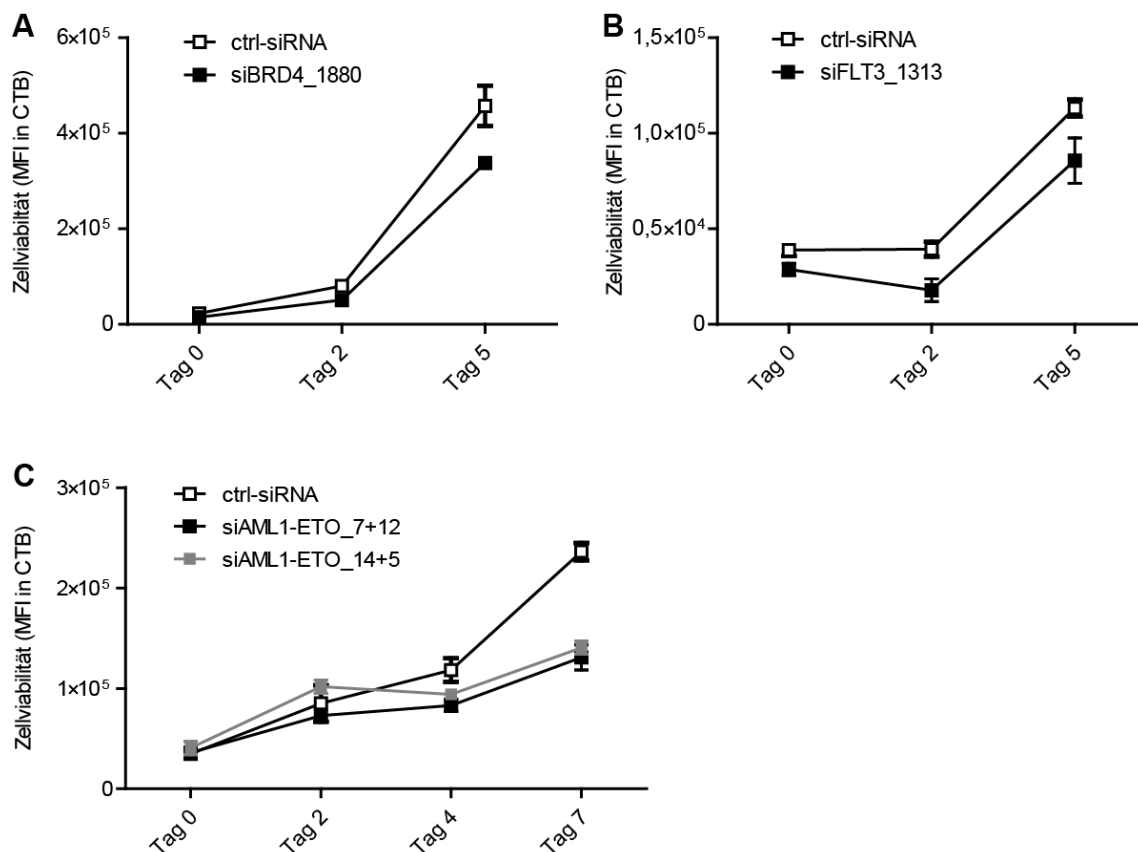 A
Zellviabilität (MFI in CTB)
6×10⁵
4×10⁵
2×10⁵
0
ctrl-siRNA
siBRD4_1880
Tag 0
Tag 2
Tag 5
B
Zellviabilität (MFI in CTB)
1,5×10⁵
1,0×10⁵
0,5×10⁴
0
ctrl-siRNA
siFLT3_1313
Tag 0
Tag 2
Tag 5
C
Zellviabilität (MFI in CTB)
3×10⁵
2×10⁵
1×10⁵
0
ctrl-siRNA
siAML1-ETO_7+12
siAML1-ETO_14+5
Tag 0
Tag 2
Tag 4
Tag 7